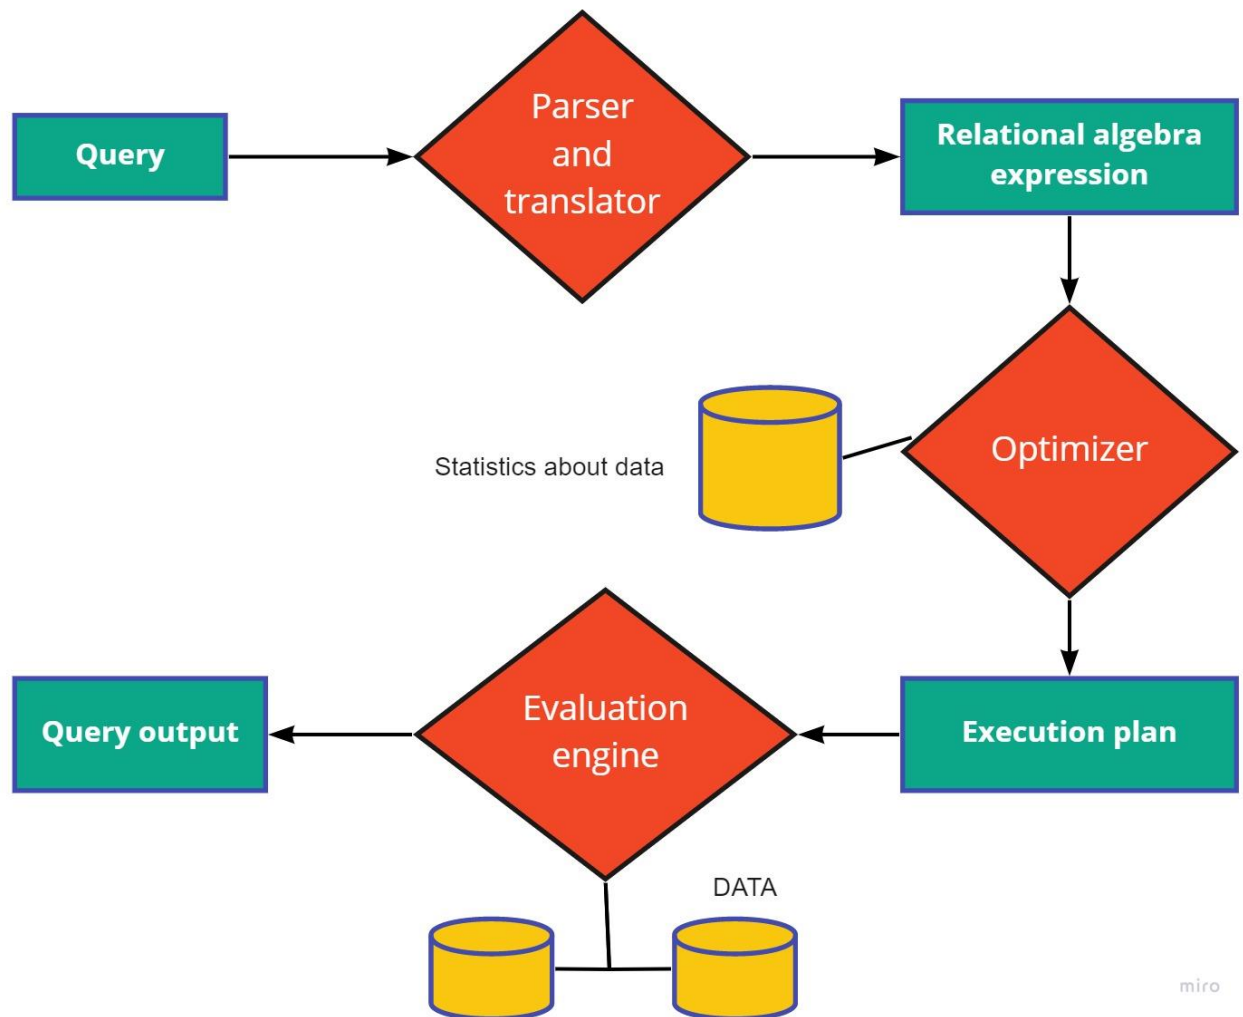 Query
Parser
and
translator
Relational algebra
expression
Optimizer
Statistics about data
Execution plan
Evaluation
engine
Query output
DATA
miro